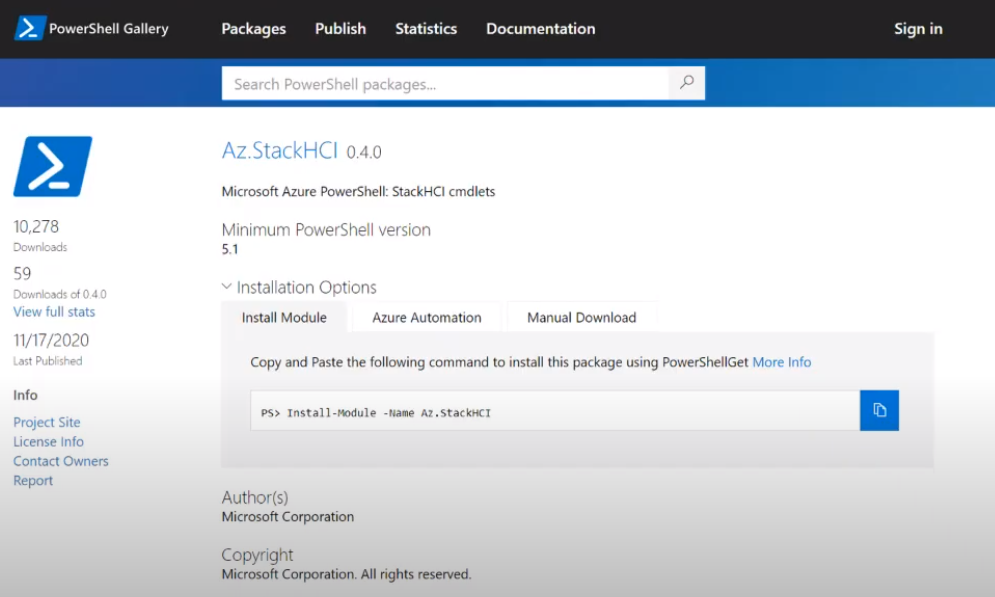 PowerShell Gallery
Packages
Publish
Statistics
Documentation
Sign in
Search PowerShell packages...
10,278
Downloads
59
Downloads of 0.4.0
View full stats
11/17/2020
Last Published
Info
Project Site
License Info
Contact Owners
Report
Az.StackHCI 0.4.0
Microsoft Azure PowerShell: StackHCI cmdlets
Minimum PowerShell version
5.1
Installation Options
Install Module
Azure Automation
Manual Download
Copy and Paste the following command to install this package using PowerShellGet More Info
PS> Install-Module -Name Az.StackHCI
Author(s)
Microsoft Corporation
Copyright
Microsoft Corporation. All rights reserved.